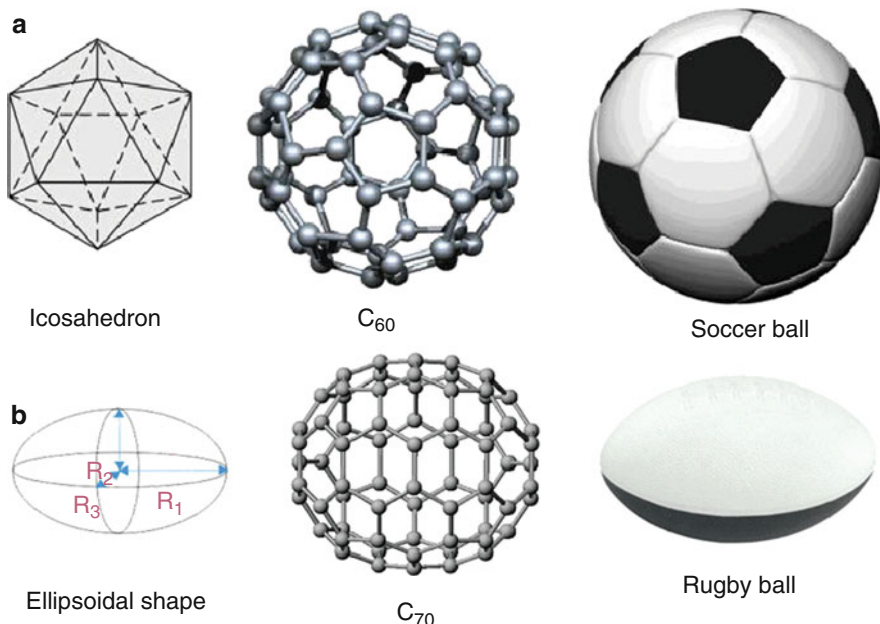 a
Icosahedron
C60
Soccer ball
b
R2
R3
R1
Ellipsoidal shape
C70
Rugby ball